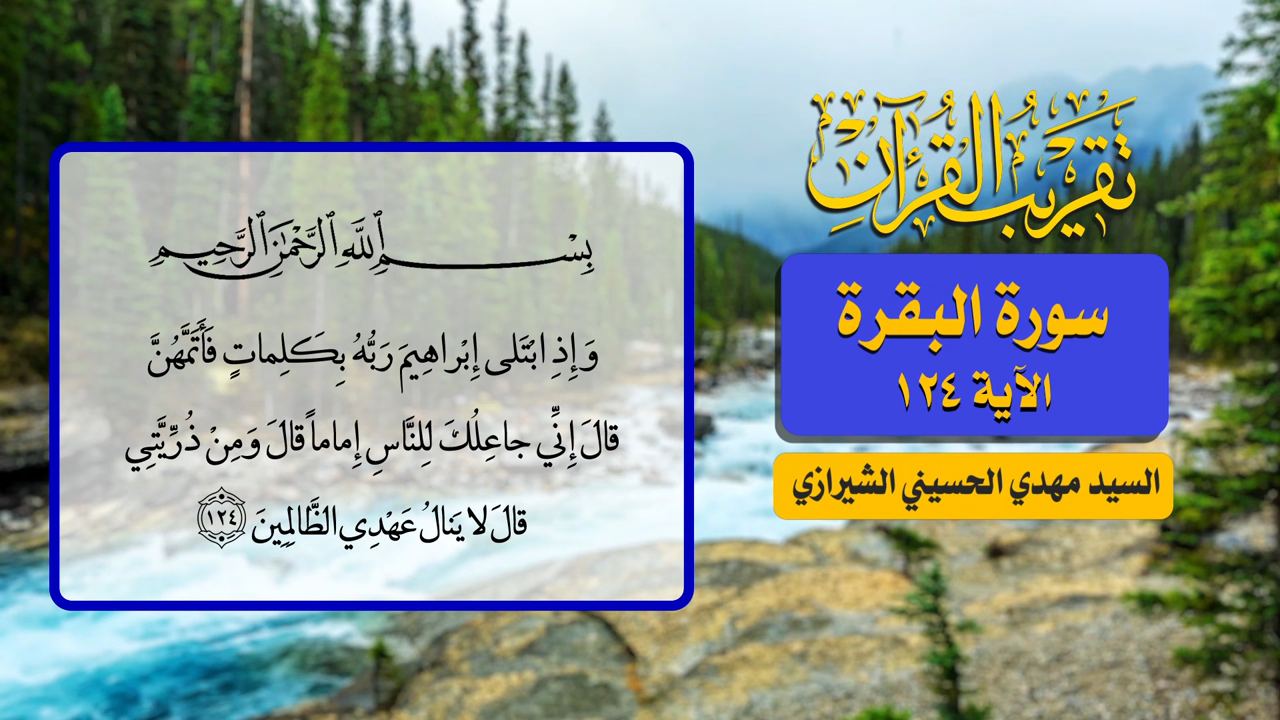 تقريب القرآن
سورة البقرة
الآية ١٢٤
السيد مهدي الحسيني الشيرازي
بِسْمِ ٱللَّهِ ٱلرَّحْمَٰنِ ٱلرَّحِيمِ
وَإِذِ ابْتَلى إِبْراهِيمَ رَبُّهُ بِكَلِماتٍ فَأَتَمَّهُنَّ
قالَ إِنِّي جاعِلُكَ لِلنَّاسِ إِماماً قالَ وَمِنْ ذُرِّيَّتِي
قالَ لا يَنالُ عَهْدِي الظَّالِمِينَ ١٢٤